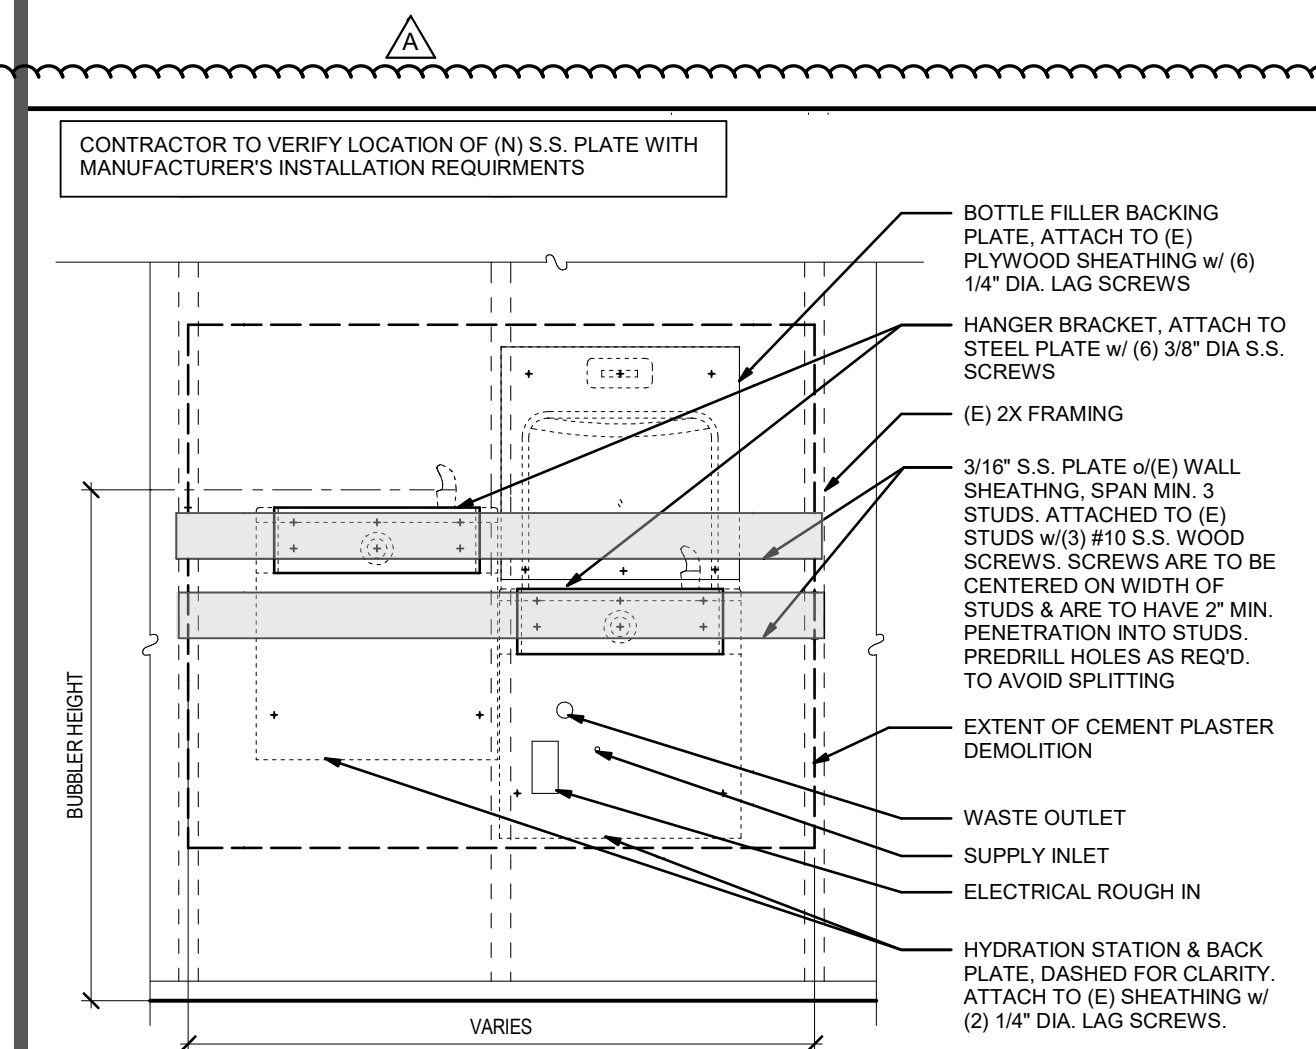 A
CONTRACTOR TO VERIFY LOCATION OF (N) S.S. PLATE WITH
MANUFACTURER'S INSTALLATION REQUIRMENTS
BOTTLE FILLER BACKING
PLATE, ATTACH TO (E)
PLYWOOD SHEATHING w/ (6)
1/4" DIA. LAG SCREWS
HANGER BRACKET, ATTACH TO
STEEL PLATE w/ (6) 3/8" DIA S.S.
SCREWS
(E) 2X FRAMING
3/16" S.S. PLATE o/(E) WALL
SHEATHNG, SPAN MIN. 3
STUDS. ATTACHED TO (E)
STUDS w/(3) #10 S.S. WOOD
SCREWS. SCREWS ARE TO BE
CENTERED ON WIDTH OF
STUDS & ARE TO HAVE 2" MIN.
PENETRATION INTO STUDS.
PREDRILL HOLES AS REQ'D.
TO AVOID SPLITTING
EXTENT OF CEMENT PLASTER
DEMOLITION
WASTE OUTLET
SUPPLY INLET
ELECTRICAL ROUGH IN
HYDRATION STATION & BACK
PLATE, DASHED FOR CLARITY.
ATTACH TO (E) SHEATHING w/
(2) 1/4" DIA. LAG SCREWS.
BUBBLER HEIGHT
VARIES